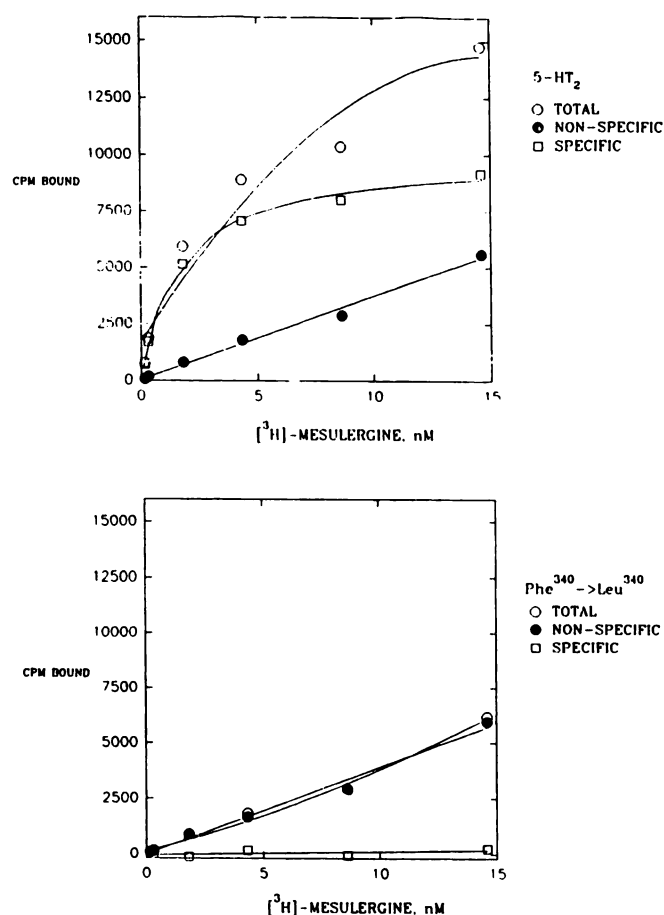 15000
12500
10000
7500
5000
2500
0
CPM BOUND
0 5 10 15
[³H]-MESULERGINE, nM
5-HT₂
○ TOTAL
● NON-SPECIFIC
□ SPECIFIC
15000
12500
10000
7500
5000
2500
0
CPM BOUND
0 5 10 15
[³H]-MESULERGINE, nM
Phe³⁴⁰->Leu³⁴⁰
○ TOTAL
● NON-SPECIFIC
□ SPECIFIC